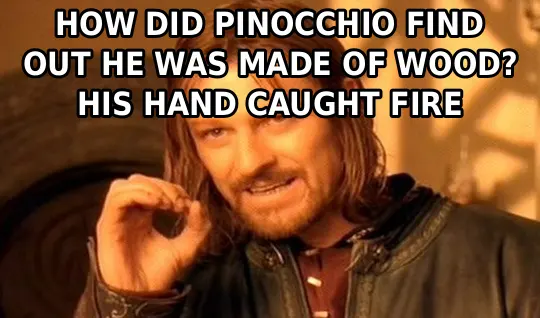 HOW DID PINOCCHIO FIND
OUT HE WAS MADE OF WOOD?
HIS HAND CAUGHT FIRE